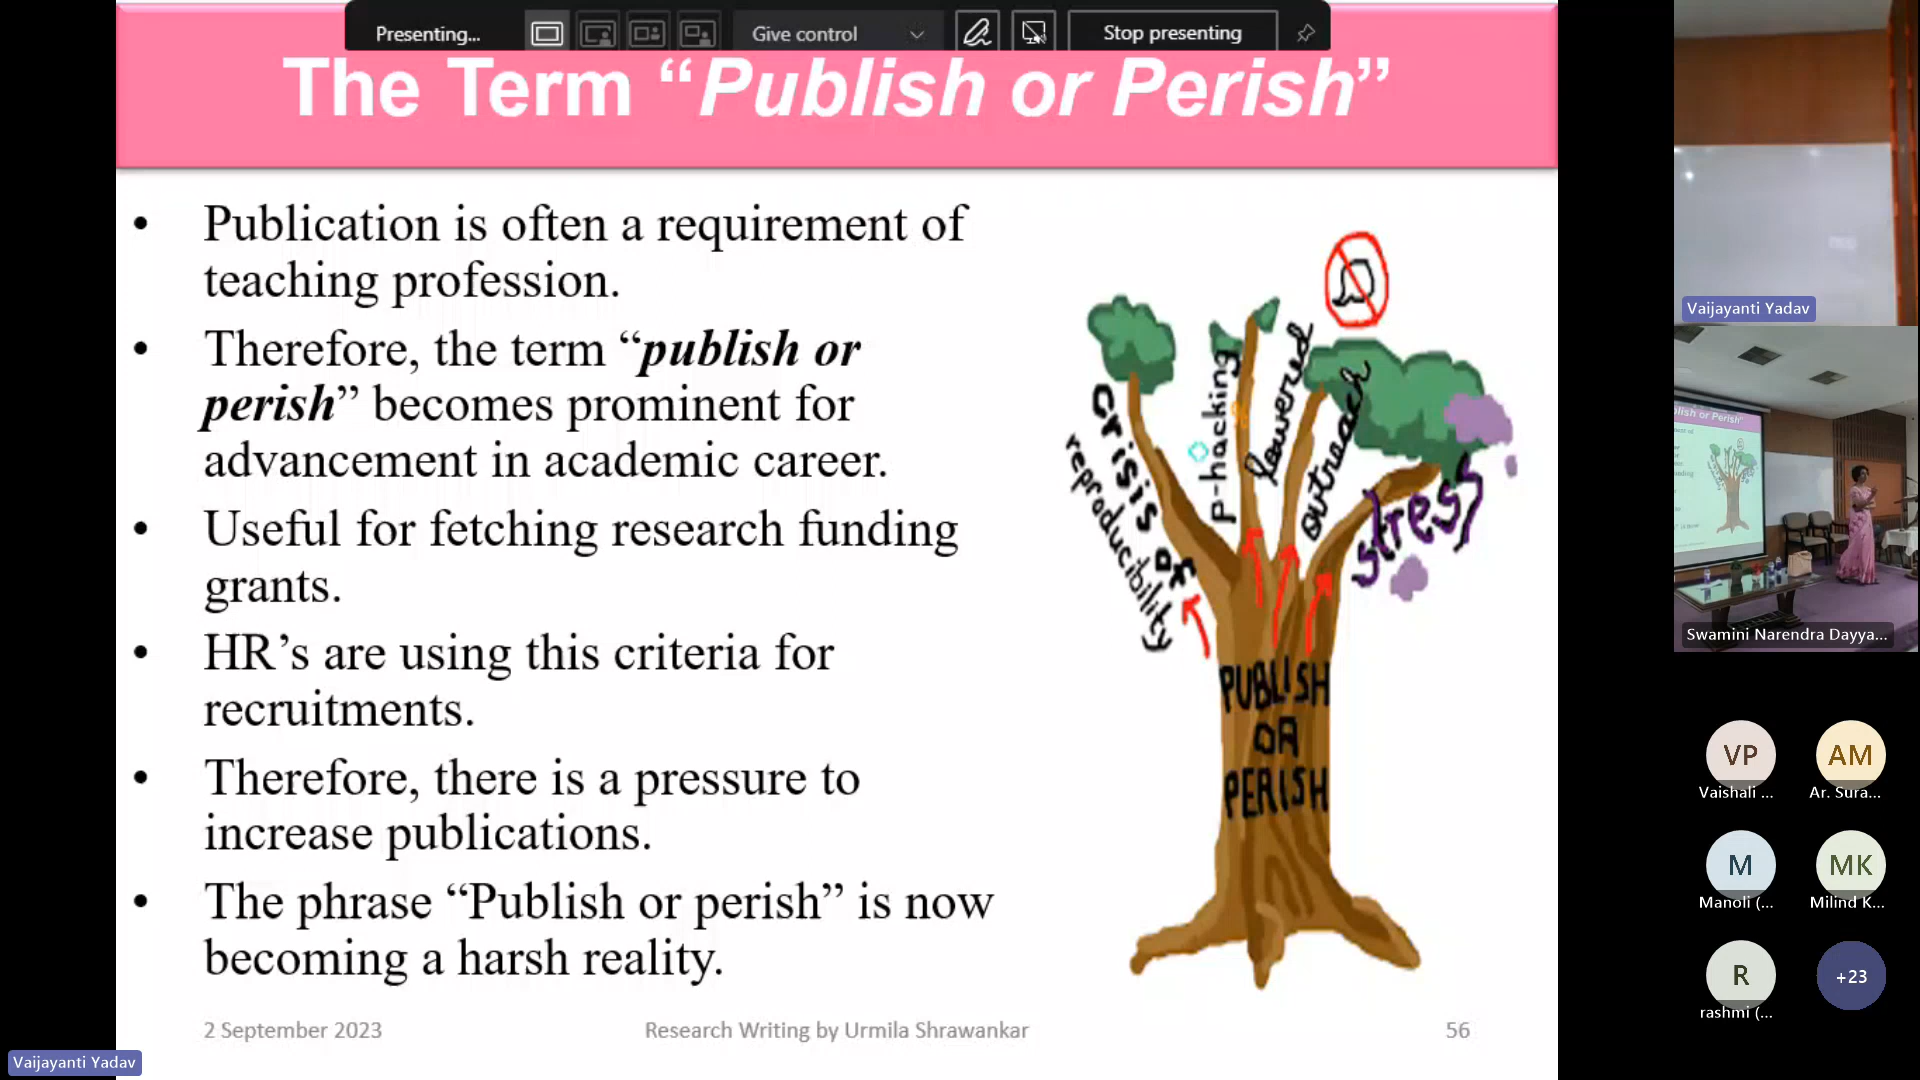 Presenting...
Give control
Stop presenting
The Term “Publish or Perish”
• Publication is often a requirement of
teaching profession.
• Therefore, the term “publish or
perish” becomes prominent for
advancement in academic career.
• Useful for fetching research funding
grants.
• HR’s are using this criteria for
recruitments.
• Therefore, there is a pressure to
increase publications.
• The phrase “Publish or perish” is now
becoming a harsh reality.
crisis of
reproducibility
p-hacking
lowered
outreach
stress
PUBLISH
OR
PERISH
2 September 2023
Research Writing by Urmila Shrawankar
56
Vaijayanti Yadav
Vaijayanti Yadav
blish or Perish”
Swamini Narendra Dayya...
VP
Vaishali ...
AM
Ar. Sura...
M
Manoli (...
MK
Milind K...
R
rashmi (...
+23